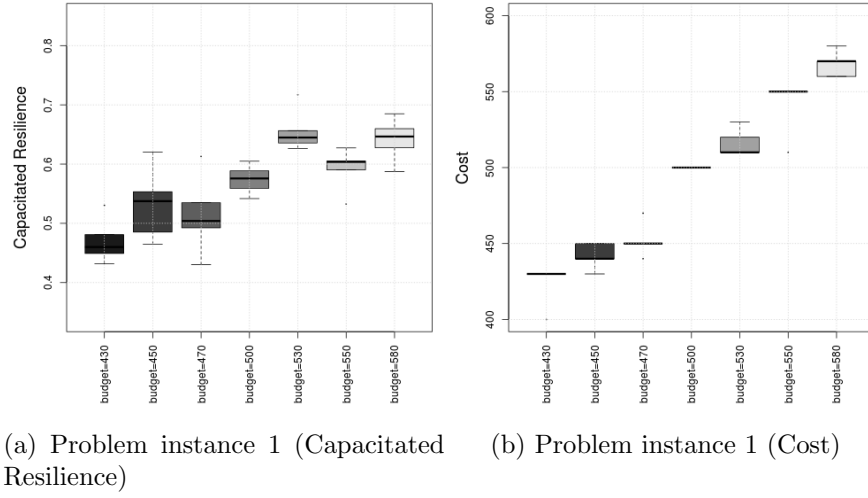 Capacitated Resilience
0.8
0.7
0.6
0.5
0.4
budget=430
budget=450
budget=470
budget=500
budget=530
budget=550
budget=580
Cost
600
550
500
450
400
budget=430
budget=450
budget=470
budget=500
budget=530
budget=550
budget=580
(a) Problem instance 1 (Capacitated
Resilience)
(b) Problem instance 1 (Cost)